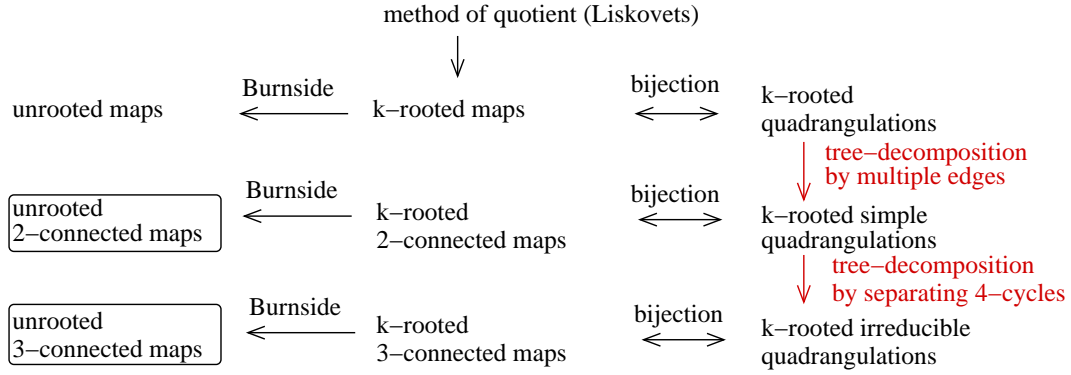 method of quotient (Liskovets)
Burnside
bijection
unrooted maps
k−rooted maps
k−rooted
quadrangulations
tree−decomposition
by multiple edges
Burnside
bijection
unrooted
2−connected maps
k−rooted
2−connected maps
k−rooted simple
quadrangulations
tree−decomposition
by separating 4−cycles
Burnside
bijection
unrooted
3−connected maps
k−rooted
3−connected maps
k−rooted irreducible
quadrangulations